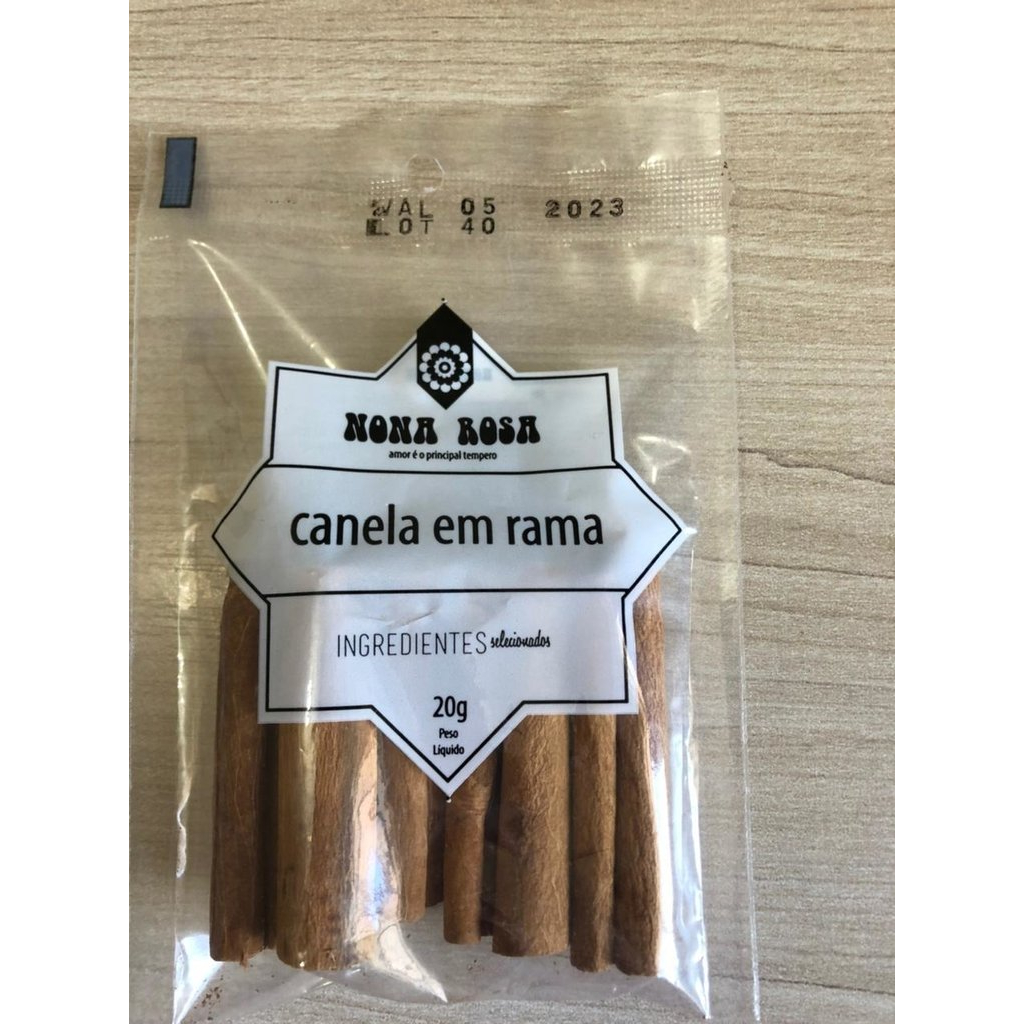 VAL 05 2023
LOT 40
NONA ROSA
amor é o principal tempero
canela em rama
INGREDIENTES selecionados
20g
Peso
Líquido